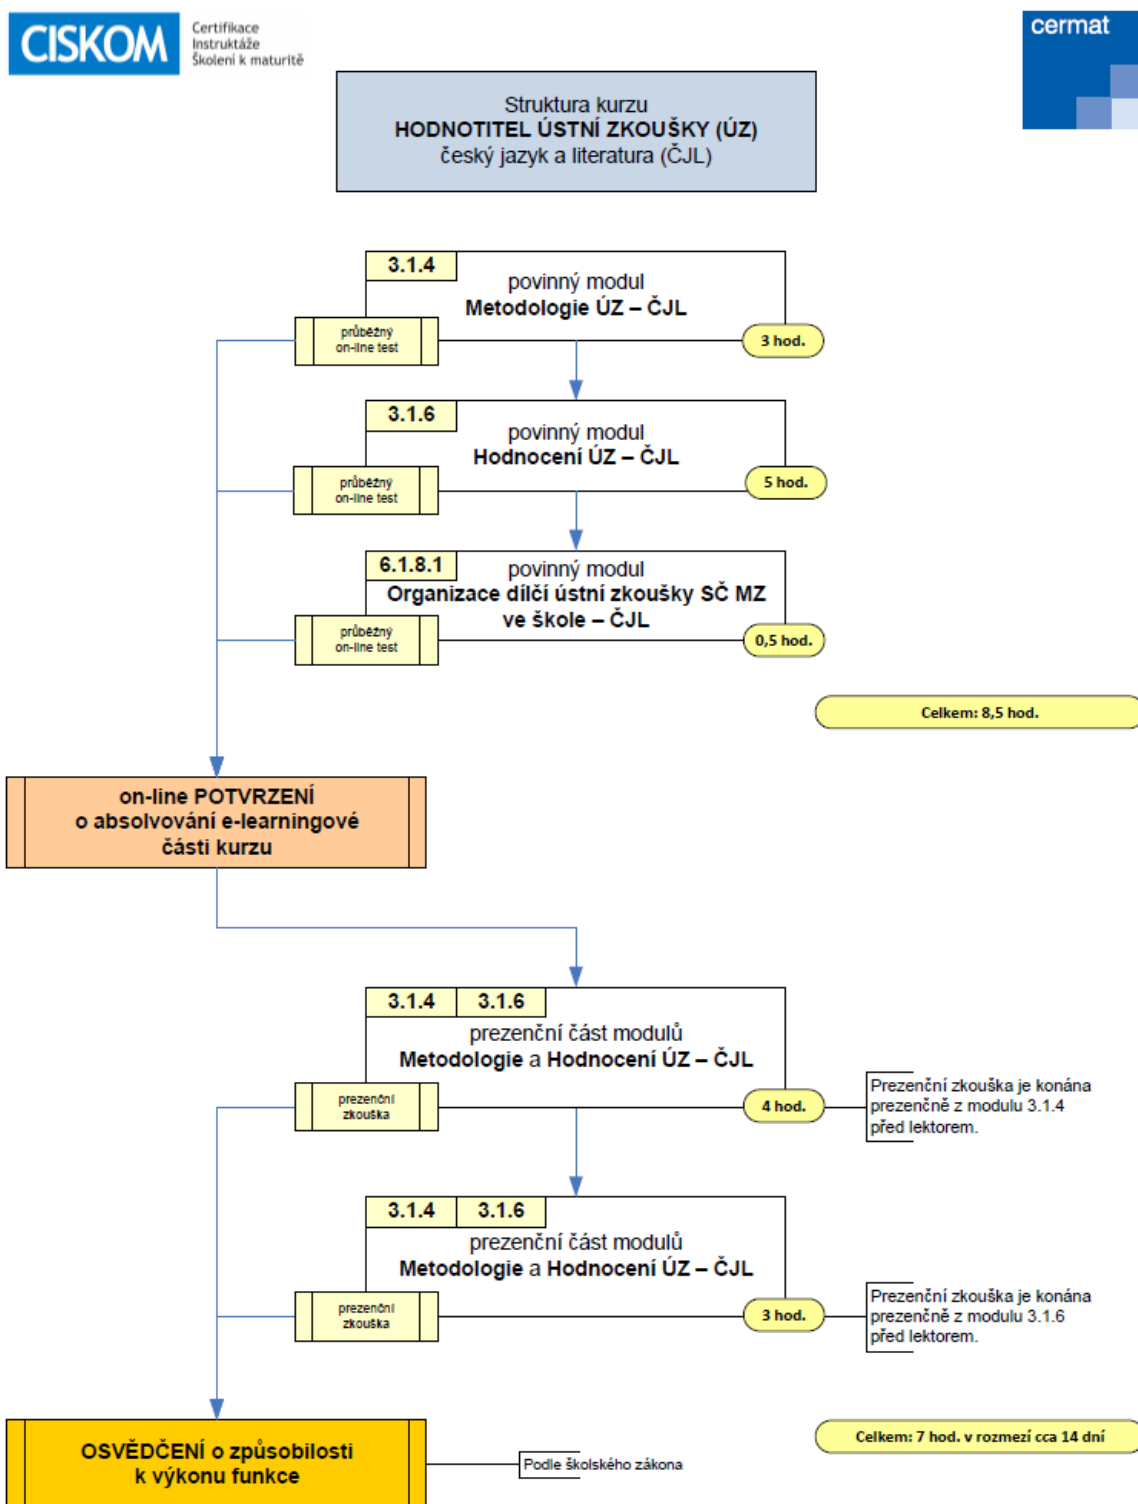 CISKOM
Certifikace
Instruktáže
Školení k maturitě
cermat
Struktura kurzu
HODNOTITEL ÚSTNÍ ZKOUŠKY (ÚZ)
český jazyk a literatura (ČJL)
3.1.4
povinný modul
Metodologie ÚZ – ČJL
průběžný
on-line test
3 hod.
3.1.6
povinný modul
Hodnocení ÚZ – ČJL
průběžný
on-line test
5 hod.
6.1.8.1
povinný modul
Organizace dílčí ústní zkoušky SČ MZ
ve škole – ČJL
průběžný
on-line test
0,5 hod.
Celkem: 8,5 hod.
on-line POTVRZENÍ
o absolvování e-learningové
části kurzu
3.1.4 3.1.6
prezenční část modulů
Metodologie a Hodnocení ÚZ – ČJL
prezenční
zkouška
4 hod.
Prezenční zkouška je konána
prezenčně z modulu 3.1.4
před lektorem.
3.1.4 3.1.6
prezenční část modulů
Metodologie a Hodnocení ÚZ – ČJL
prezenční
zkouška
3 hod.
Prezenční zkouška je konána
prezenčně z modulu 3.1.6
před lektorem.
OSVĚDČENÍ o způsobilosti
k výkonu funkce
Podle školského zákona
Celkem: 7 hod. v rozmezí cca 14 dní